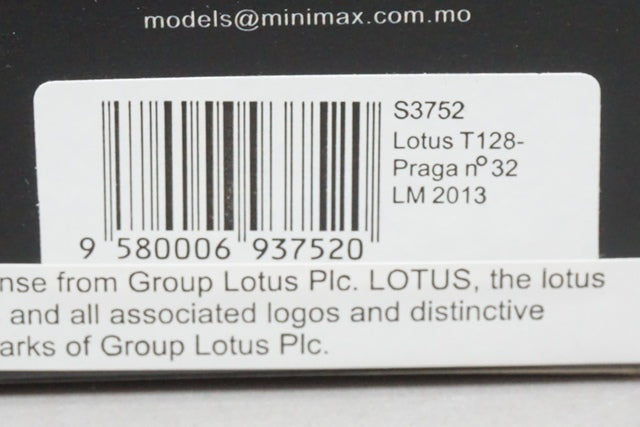 models@minimax.com.mo
S3752
Lotus T128-
Praga nº 32
LM 2013
9 580006 937520
nse from Group Lotus Plc. LOTUS, the lotus
and all associated logos and distinctive
arks of Group Lotus Plc.